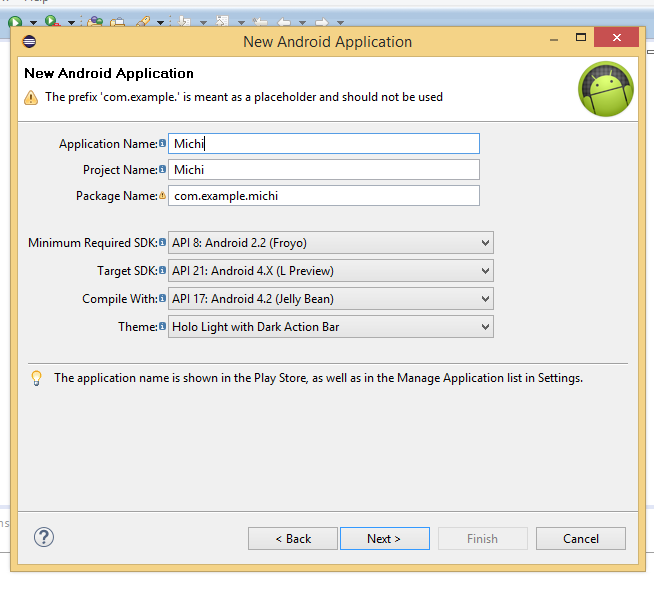 New Android Application
New Android Application
The prefix 'com.example.' is meant as a placeholder and should not be used
Application Name: Michi
Project Name: Michi
Package Name: com.example.michi
Minimum Required SDK: API 8: Android 2.2 (Froyo)
Target SDK: API 21: Android 4.X (L Preview)
Compile With: API 17: Android 4.2 (Jelly Bean)
Theme: Holo Light with Dark Action Bar
The application name is shown in the Play Store, as well as in the Manage Application list in Settings.
< Back Next > Finish Cancel